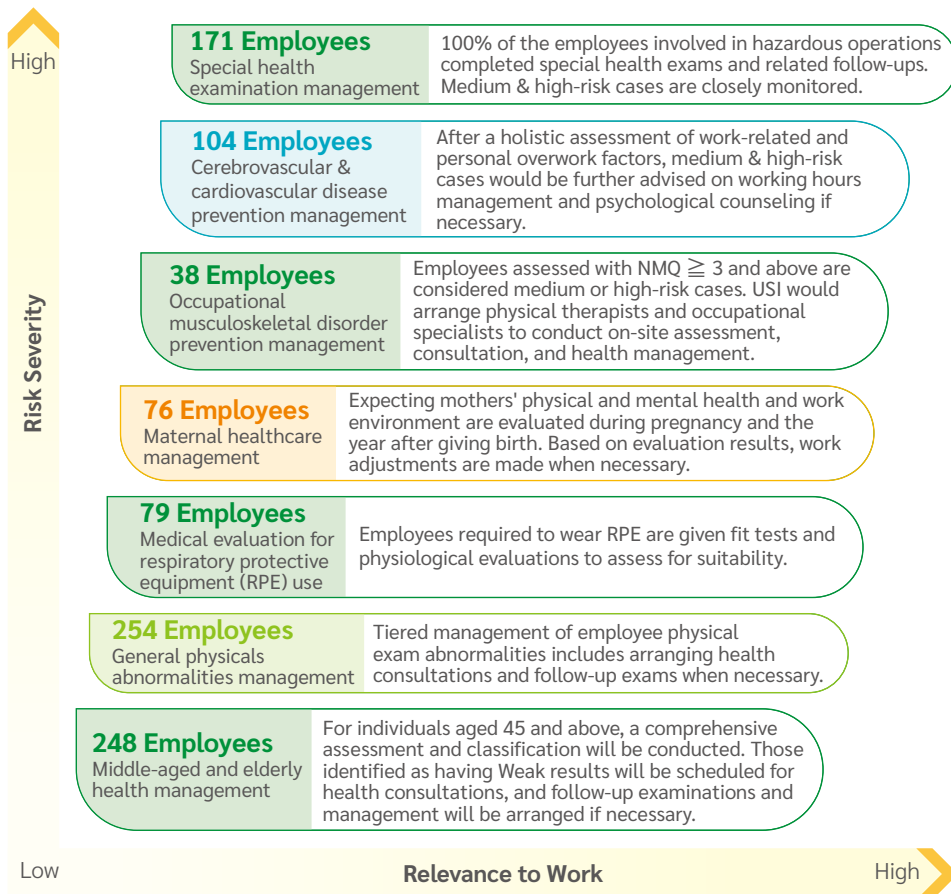 High
171 Employees
Special health
examination management
100% of the employees involved in hazardous operations
completed special health exams and related follow-ups.
Medium & high-risk cases are closely monitored.
104 Employees
Cerebrovascular &
cardiovascular disease
prevention management
After a holistic assessment of work-related and
personal overwork factors, medium & high-risk
cases would be further advised on working hours
management and psychological counseling if
necessary.
38 Employees
Occupational
musculoskeletal disorder
prevention management
Employees assessed with NMQ ≧ 3 and above are
considered medium or high-risk cases. USI would
arrange physical therapists and occupational
specialists to conduct on-site assessment,
consultation, and health management.
Risk Severity
76 Employees
Maternal healthcare
management
Expecting mothers' physical and mental health and work
environment are evaluated during pregnancy and the
year after giving birth. Based on evaluation results, work
adjustments are made when necessary.
79 Employees
Medical evaluation for
respiratory protective
equipment (RPE) use
Employees required to wear RPE are given fit tests and
physiological evaluations to assess for suitability.
254 Employees
General physicals
abnormalities management
Tiered management of employee physical
exam abnormalities includes arranging health
consultations and follow-up exams when necessary.
248 Employees
Middle-aged and elderly
health management
For individuals aged 45 and above, a comprehensive
assessment and classification will be conducted. Those
identified as having Weak results will be scheduled for
health consultations, and follow-up examinations and
management will be arranged if necessary.
Low
Relevance to Work
High